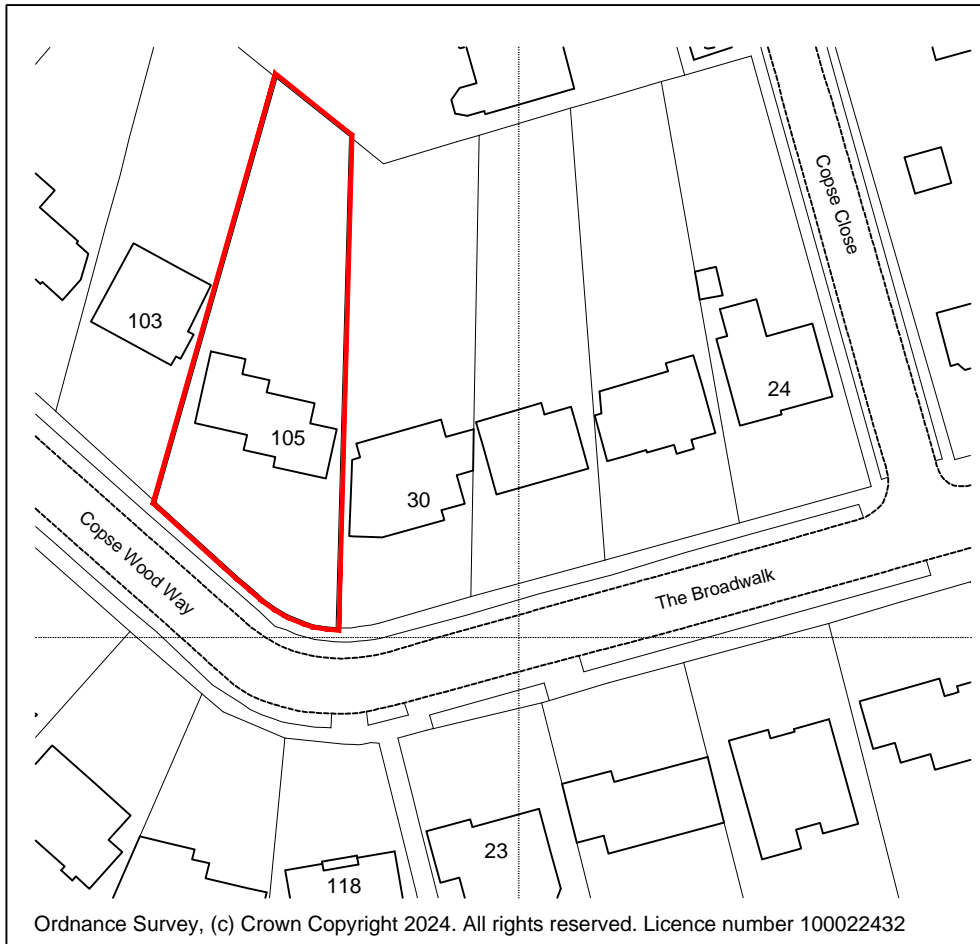 Copse Close
103
24
105
30
Copse Wood Way
The Broadwalk
23
118
Ordnance Survey, (c) Crown Copyright 2024. All rights reserved. Licence number 100022432